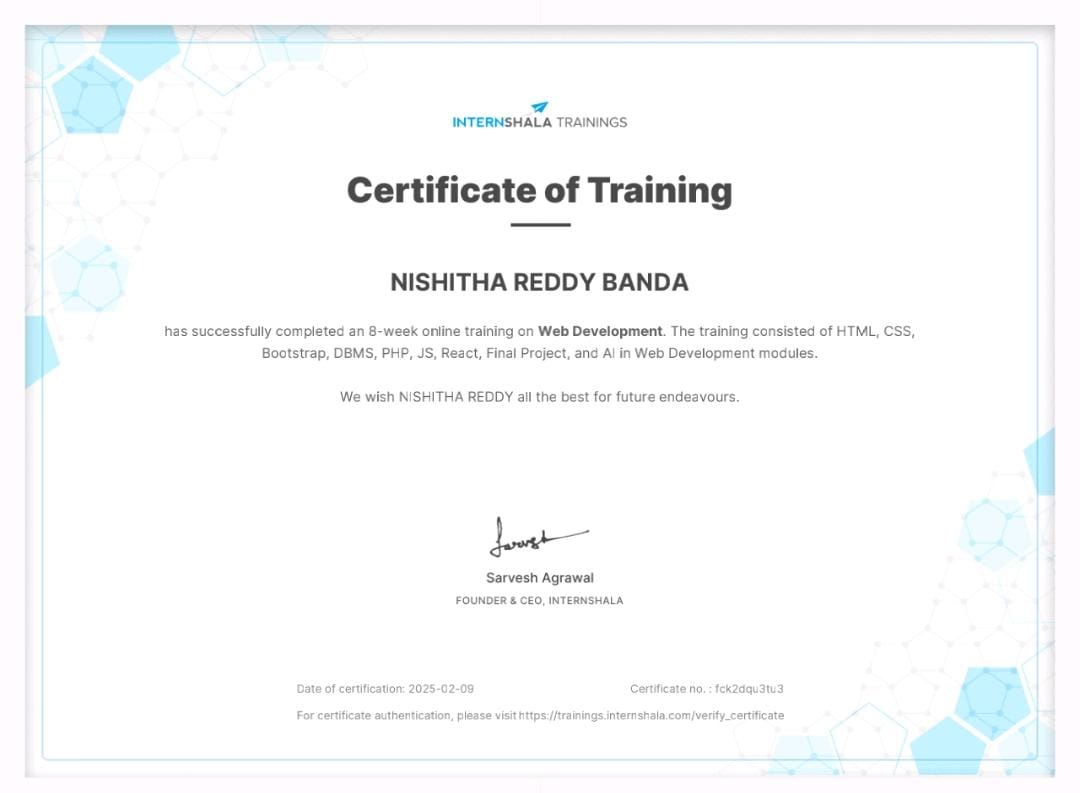 INTERNSHALA TRAININGS
Certificate of Training
NISHITHA REDDY BANDA
has successfully completed an 8-week online training on Web Development. The training consisted of HTML, CSS,
Bootstrap, DBMS, PHP, JS, React, Final Project, and AI in Web Development modules.
We wish NISHITHA REDDY all the best for future endeavours.
Sarvesh
Sarvesh Agrawal
FOUNDER & CEO, INTERNSHALA
Date of certification: 2025-02-09 Certificate no. : fck2dqu3tu3
For certificate authentication, please visit https://trainings.internshala.com/verify_certificate